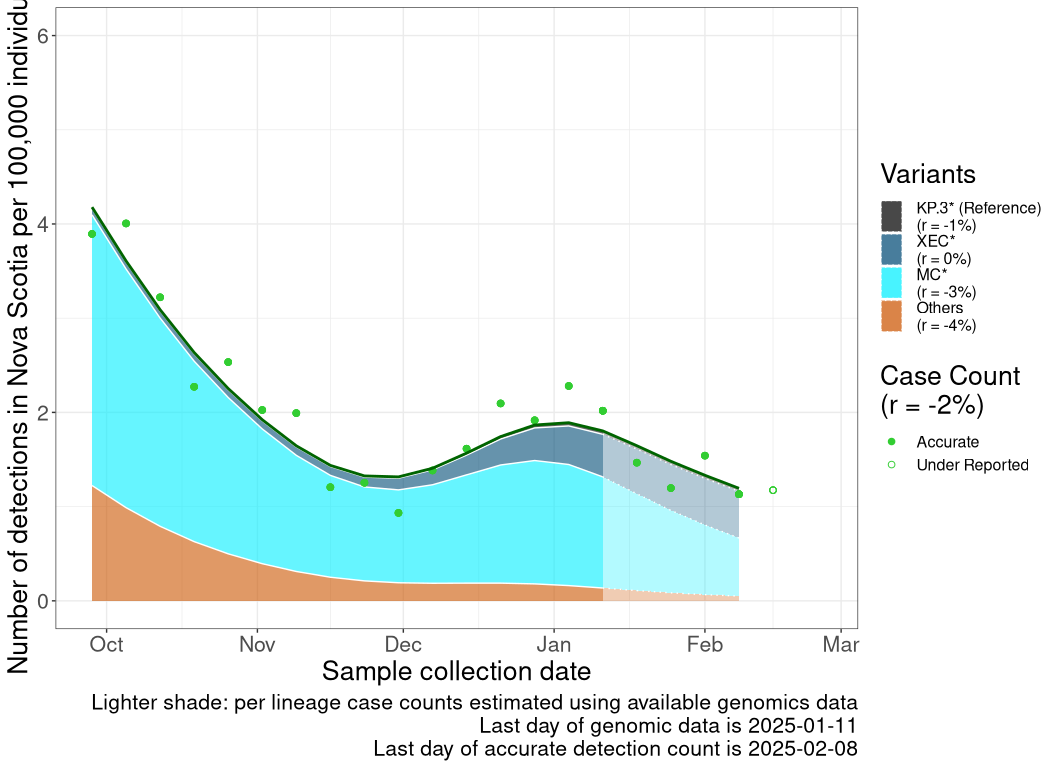 Number of detections in Nova Scotia per 100,000 individu
6
4
2
0
Oct
Nov
Dec
Jan
Feb
Mar
Sample collection date
Lighter shade: per lineage case counts estimated using available genomics data
Last day of genomic data is 2025-01-11
Last day of accurate detection count is 2025-02-08
Variants
KP.3* (Reference)
(r = -1%)
XEC*
(r = 0%)
MC*
(r = -3%)
Others
(r = -4%)
Case Count
(r = -2%)
Accurate
Under Reported